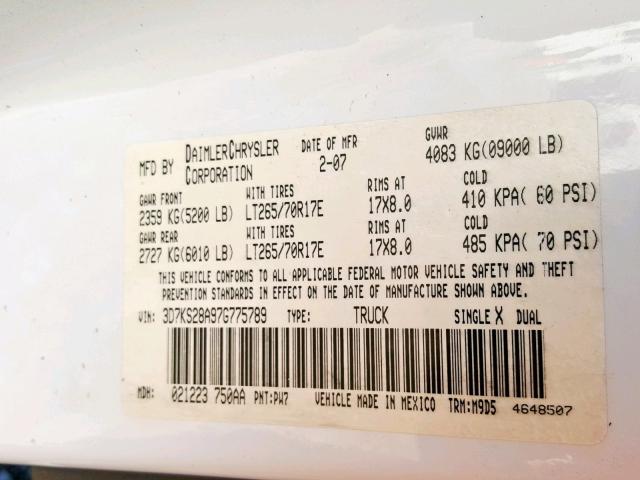 MFD BY DAIMLERCHRYSLER CORPORATION DATE OF MFR 2-07 GVWR 4083 KG(09000 LB)
GAWR FRONT WITH TIRES RIMS AT COLD
2359 KG(5200 LB) LT265/70R17E 17X8.0 410 KPA( 60 PSI)
GAWR REAR WITH TIRES RIMS AT COLD
2727 KG(6010 LB) LT265/70R17E 17X8.0 485 KPA( 70 PSI)
THIS VEHICLE CONFORMS TO ALL APPLICABLE FEDERAL MOTOR VEHICLE SAFETY AND THEFT
PREVENTION STANDARDS IN EFFECT ON THE DATE OF MANUFACTURE SHOWN ABOVE.
VIN: 3D7KS28A97G775789 TYPE: TRUCK SINGLE X DUAL
MDH: 021223 750AA PNT:PW7 VEHICLE MADE IN MEXICO TRM:M9D5 4648507